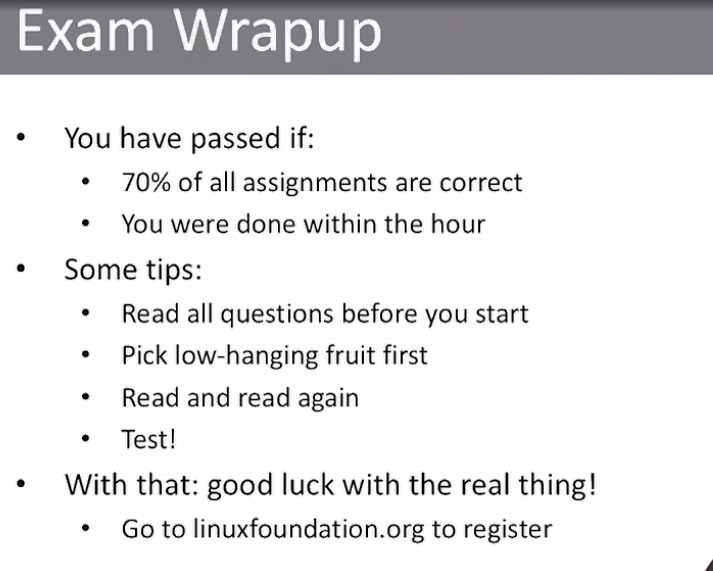 Exam Wrapup
• You have passed if:
• 70% of all assignments are correct
• You were done within the hour
• Some tips:
• Read all questions before you start
• Pick low-hanging fruit first
• Read and read again
• Test!
• With that: good luck with the real thing!
• Go to linuxfoundation.org to register